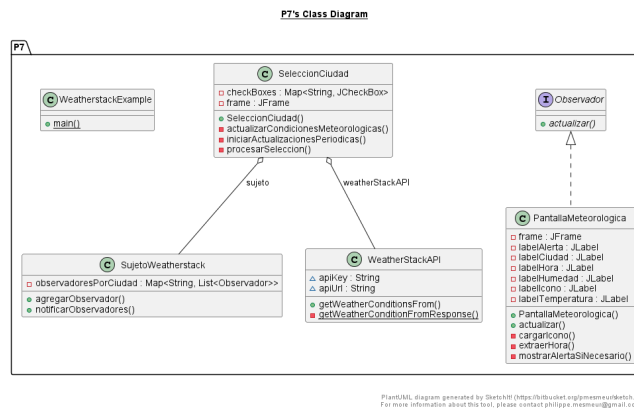 P7's Class Diagram
P7
C WeatherstackExample
main()
C SeleccionCiudad
checkBoxes : Map<String, JCheckBox>
frame : JFrame
SeleccionCiudad()
actualizarCondicionesMeteorologicas()
iniciarActualizacionesPeriodicas()
procesarSeleccion()
I Observador
actualizar()
sujeto
weatherStackAPI
C SujetoWeatherstack
observadoresPorCiudad : Map<String, List<Observador>>
agregarObservador()
notificarObservadores()
C WeatherStackAPI
apiKey : String
apiUrl : String
getWeatherConditionsFrom()
getWeatherConditionFromResponse()
C PantallaMeteorologica
frame : JFrame
labelAlerta : JLabel
labelCiudad : JLabel
labelHora : JLabel
labelHumedad : JLabel
labelIcono : JLabel
labelTemperatura : JLabel
PantallaMeteorologica()
actualizar()
cargarIcono()
extraerHora()
mostrarAlertaSiNecesario()
PlantUML diagram generated by SketchIt! (https://bitbucket.org/pmesmeur/sketch.
For more information about this tool, please contact philippe.mesmeur@gmail.co